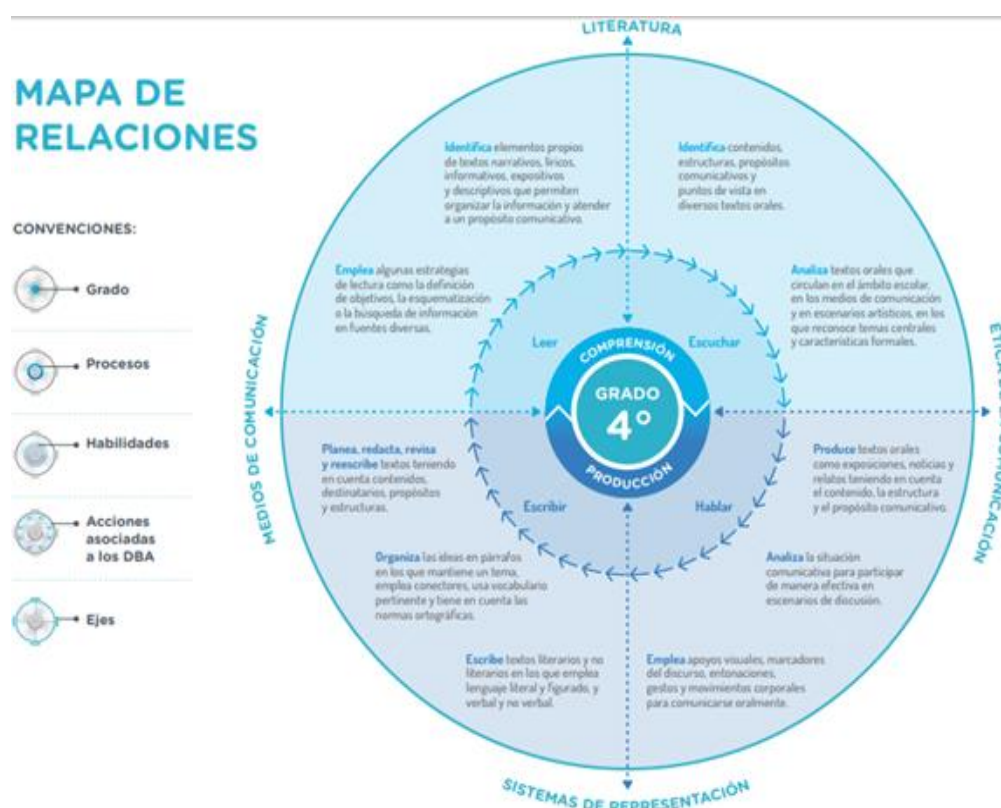 MAPA DE
RELACIONES
CONVENCIONES:
Grado
Procesos
Habilidades
Acciones
asociadas
a los DBA
Ejes
LITERATURA
Identifica elementos propios
de textos narrativos, líricos,
informativos, expositivos
y descriptivos que permiten
organizar la información y atender
a un propósito comunicativo.
Identifica contenidos,
estructuras, propósitos
comunicativos y
puntos de vista en
diversos textos orales.
Emplea algunas estrategias
de lectura como la definición
de objetivos, la esquematización
o la búsqueda de información
en fuentes diversas.
Analiza textos orales que
circulan en el ámbito escolar,
en los medios de comunicación
y en escenarios artísticos, en los
que reconoce temas centrales
y características formales.
Leer
COMPRENSIÓN
Escuchar
GRADO
4°
MEDIOS DE COMUNICACIÓN
ÉTICA DE LA COMUNICACIÓN
PRODUCCIÓN
Escribir
Hablar
Planea, redacta, revisa
y reescribe textos teniendo
en cuenta contenidos,
destinatarios, propósitos
y estructuras.
Produce textos orales
como exposiciones, noticias y
relatos teniendo en cuenta
el contenido, la estructura
y el propósito comunicativo.
Organiza las ideas en párrafos
en los que mantiene un tema,
emplea conectores, usa vocabulario
pertinente y tiene en cuenta las
normas ortográficas.
Analiza la situación
comunicativa para participar
de manera efectiva en
escenarios de discusión.
Escribe textos literarios y no
literarios en los que emplea
lenguaje literal y figurado, y
verbal y no verbal.
Emplea apoyos visuales, marcadores
del discurso, entonaciones,
gestos y movimientos corporales
para comunicarse oralmente.
SISTEMAS DE REPRESENTACIÓN